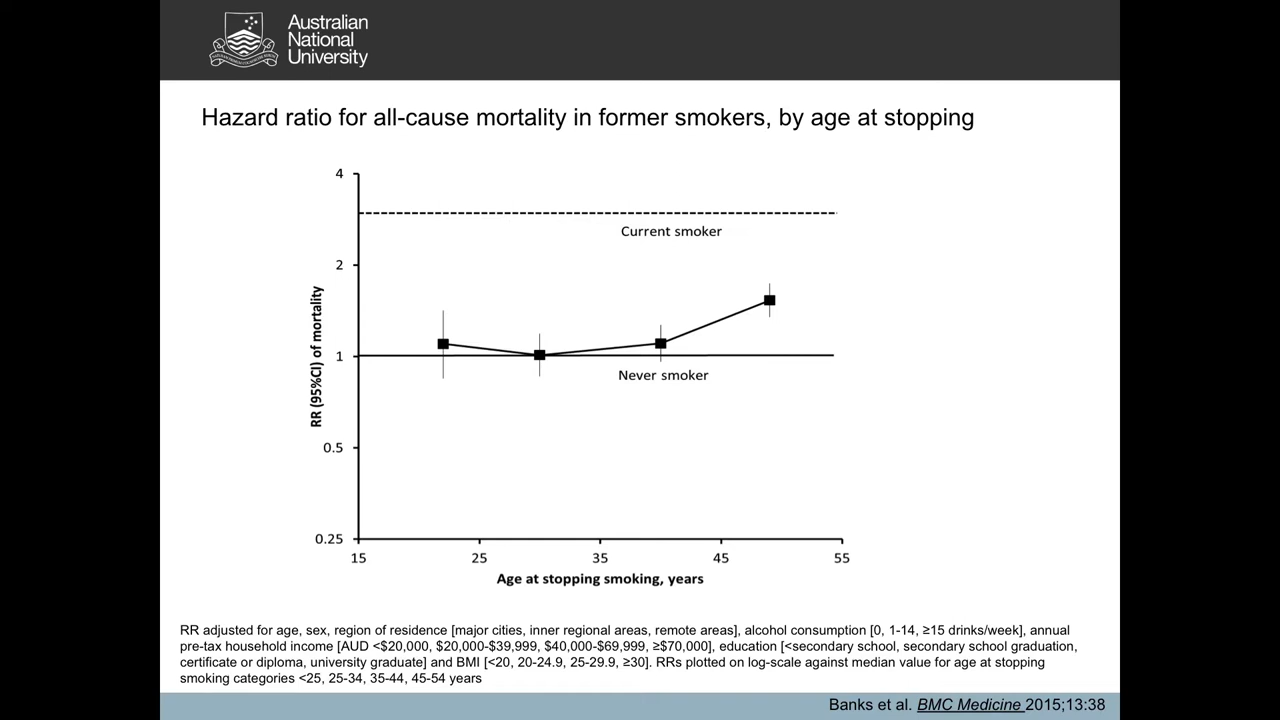 Australian
National
University
Hazard ratio for all-cause mortality in former smokers, by age at stopping
4
Current smoker
2
RR (95%CI) of mortality
1
Never smoker
0.5
0.25
15 25 35 45 55
Age at stopping smoking, years
RR adjusted for age, sex, region of residence [major cities, inner regional areas, remote areas], alcohol consumption [0, 1-14, ≥15 drinks/week], annual
pre-tax household income [AUD <$20,000, $20,000-$39,999, $40,000-$69,999, ≥$70,000], education [<secondary school, secondary school graduation,
certificate or diploma, university graduate] and BMI [<20, 20-24.9, 25-29.9, ≥30]. RRs plotted on log-scale against median value for age at stopping
smoking categories <25, 25-34, 35-44, 45-54 years
Banks et al. BMC Medicine 2015;13:38